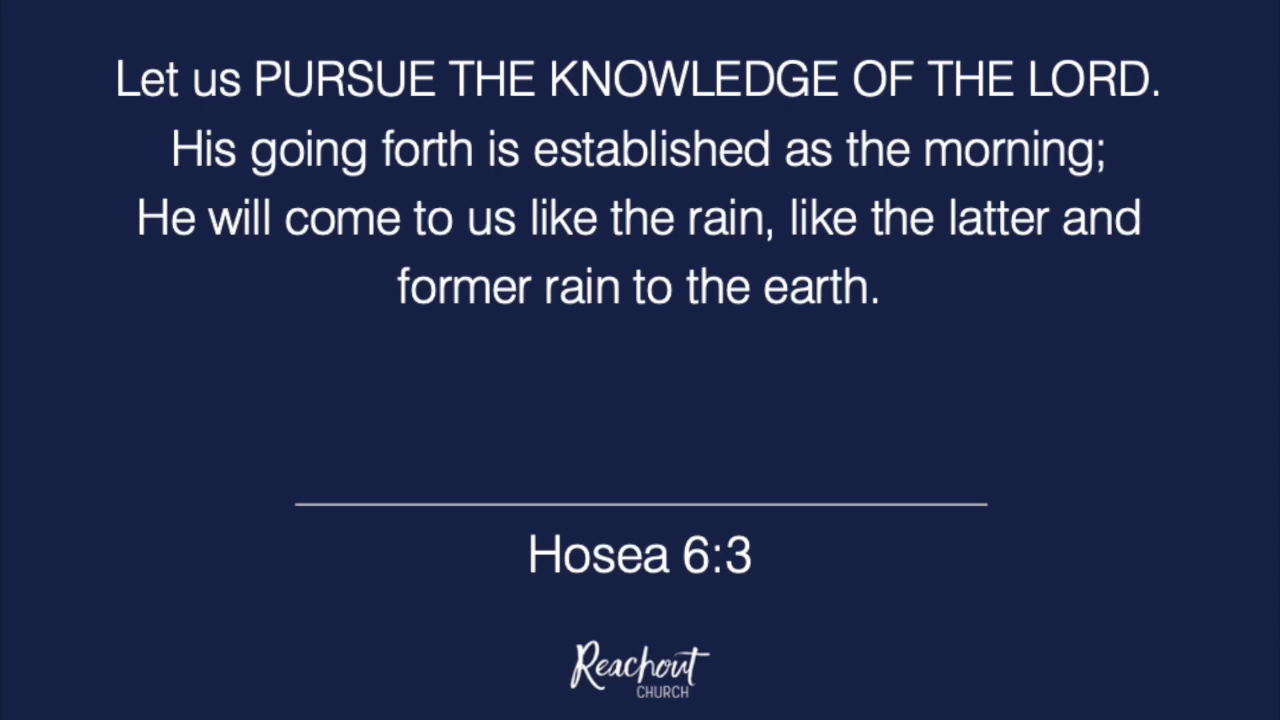 Let us PURSUE THE KNOWLEDGE OF THE LORD.
His going forth is established as the morning;
He will come to us like the rain, like the latter and
former rain to the earth.
Hosea 6:3
Reachout
CHURCH